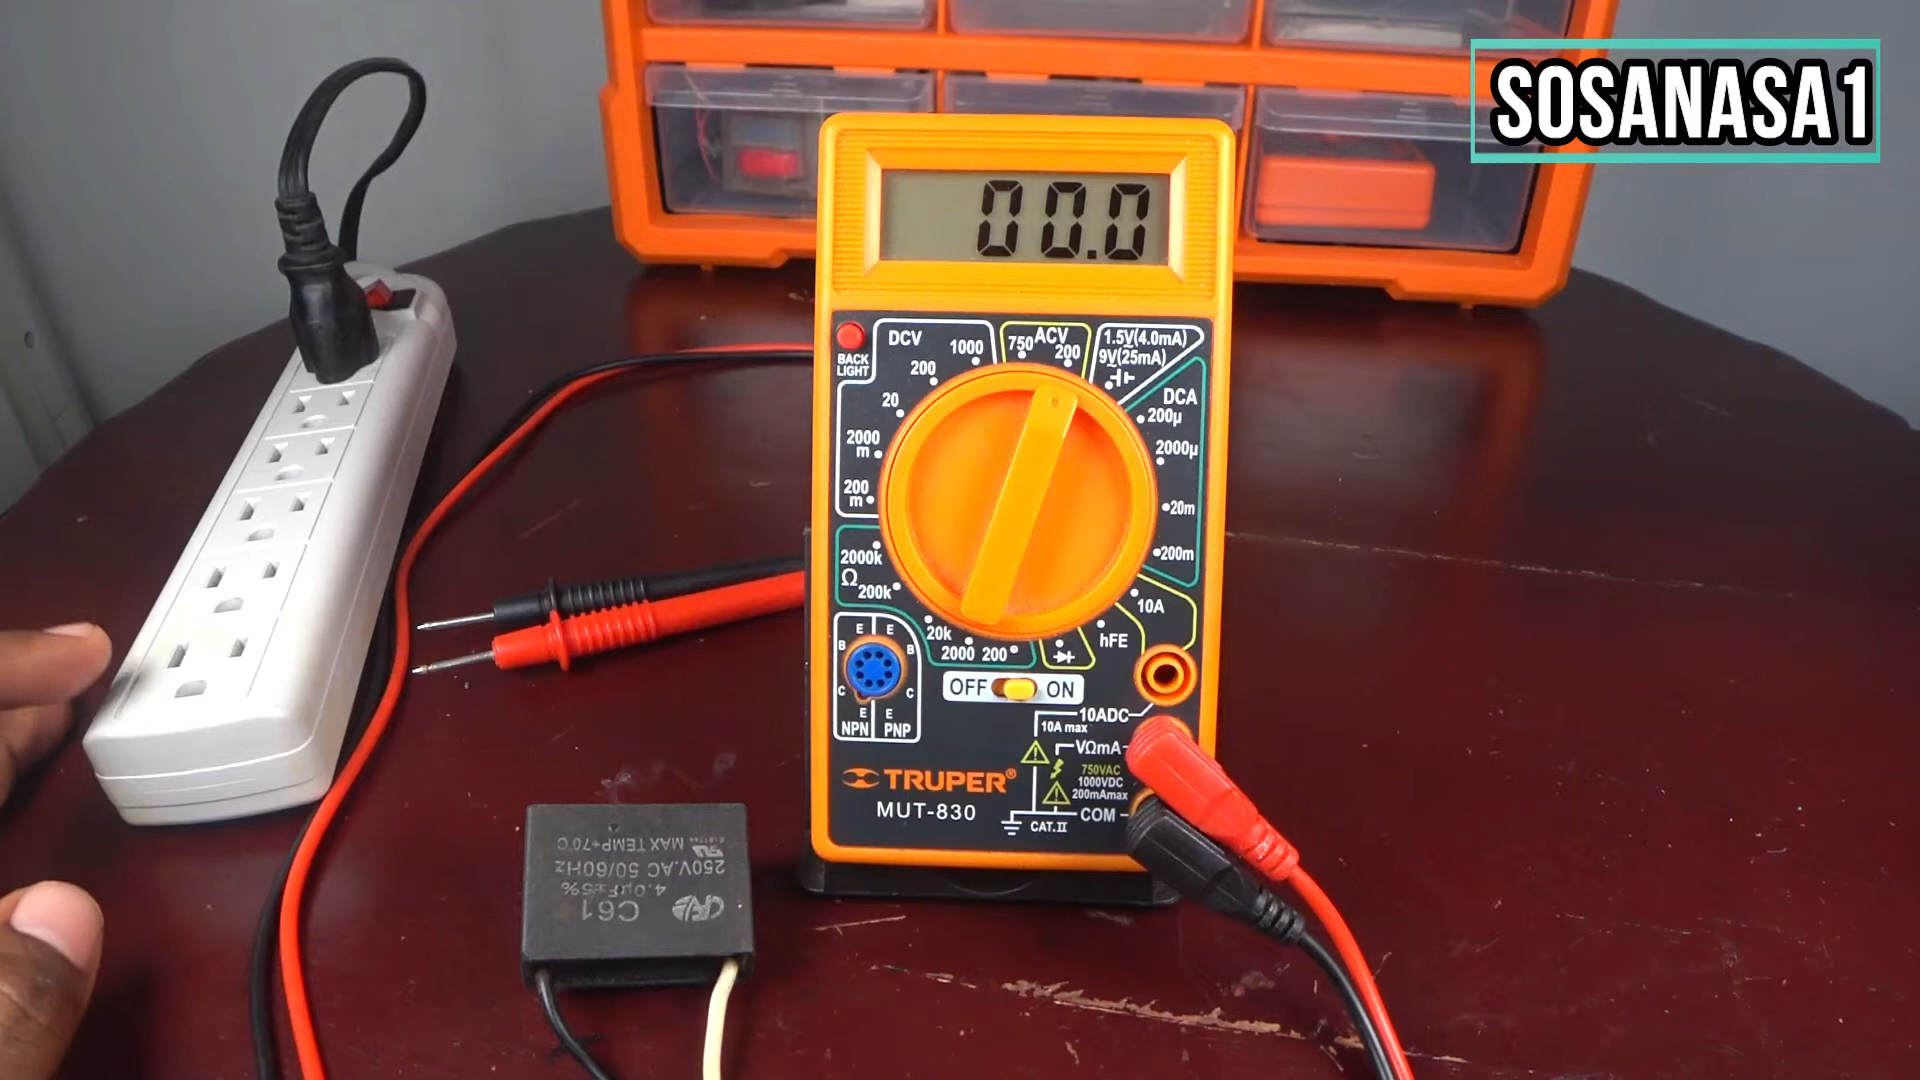 SOSANASA1
00.0
BACK
LIGHT
DCV
1000
200
20
2000
m
200
m
750
ACV
200
1.5V(4.0mA)
9V(25mA)
DCA
200µ
2000µ
20m
200m
10A
hFE
2000k
Ω
200k
20k
2000
200
E E
B B
C C
E E
NPN PNP
OFF ON
10ADC
10A max
VΩmA
750VAC
1000VDC
200mAmax
COM
CAT.II
TRUPER®
MUT-830
C61
4.0µF±5%
250V.AC 50/60Hz
MAX TEMP+70°C